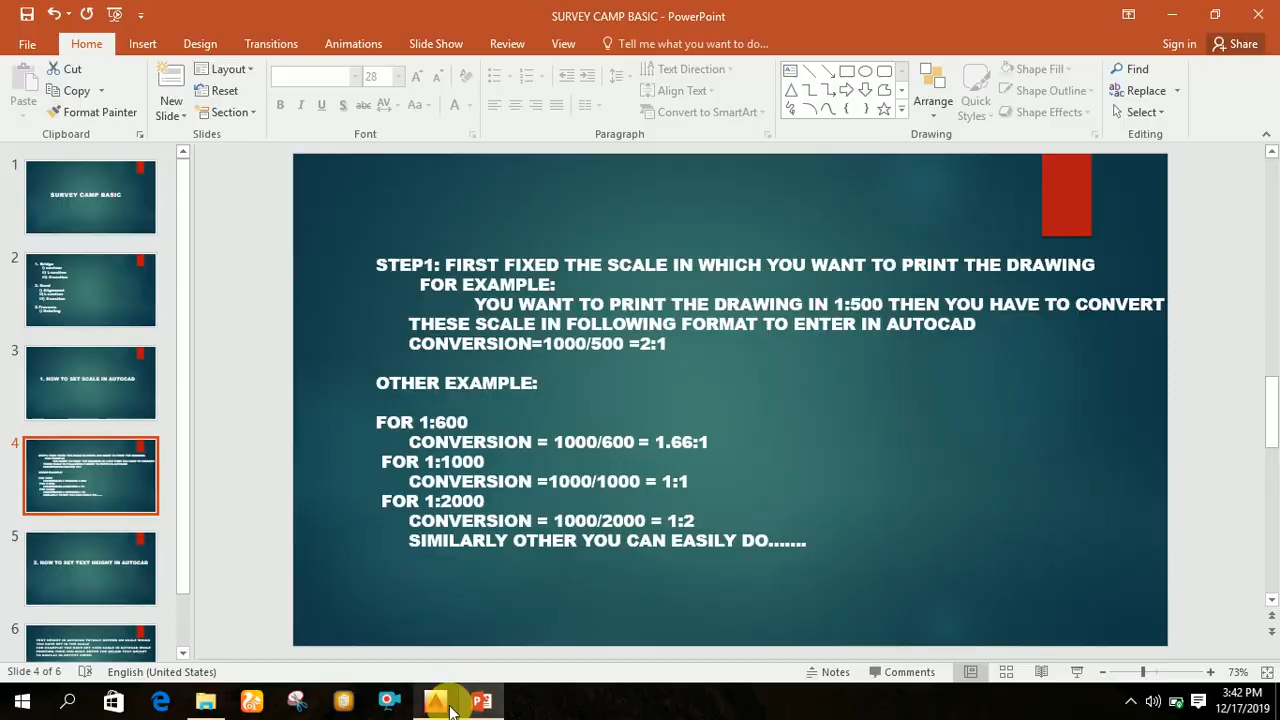 SURVEY CAMP BASIC - PowerPoint
File Home Insert Design Transitions Animations Slide Show Review View Tell me what you want to do... Sign in Share
Paste
Cut
Copy
Format Painter
Clipboard
New Slide
Layout
Reset
Section
Slides
28
Font
Paragraph
Text Direction
Align Text
Convert to SmartArt
Arrange
Quick Styles
Shape Fill
Shape Outline
Shape Effects
Drawing
Find
Replace
Select
Editing
1
SURVEY CAMP BASIC
2
3
1. HOW TO SET SCALE IN AUTOCAD
4
5
2. HOW TO SET TEXT HEIGHT IN AUTOCAD
6
STEP1: FIRST FIXED THE SCALE IN WHICH YOU WANT TO PRINT THE DRAWING
FOR EXAMPLE:
YOU WANT TO PRINT THE DRAWING IN 1:500 THEN YOU HAVE TO CONVERT
THESE SCALE IN FOLLOWING FORMAT TO ENTER IN AUTOCAD
CONVERSION=1000/500 =2:1
OTHER EXAMPLE:
FOR 1:600
CONVERSION = 1000/600 = 1.66:1
FOR 1:1000
CONVERSION =1000/1000 = 1:1
FOR 1:2000
CONVERSION = 1000/2000 = 1:2
SIMILARLY OTHER YOU CAN EASILY DO.......
Slide 4 of 6 English (United States) Notes Comments 73%
3:42 PM
12/17/2019